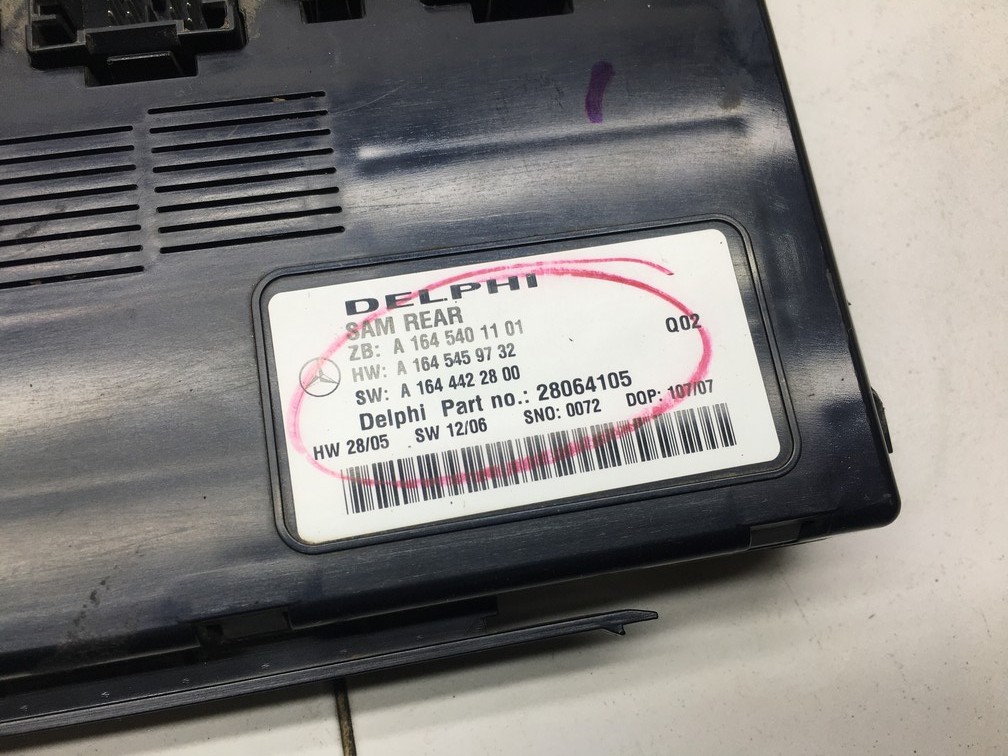 DELPHI
SAM REAR
ZB: A 164 540 11 01
Q02
HW: A 164 545 97 32
SW: A 164 442 28 00
Delphi Part no.: 28064105
HW 28/05 SW 12/06 SNO: 0072 DOP: 107/07